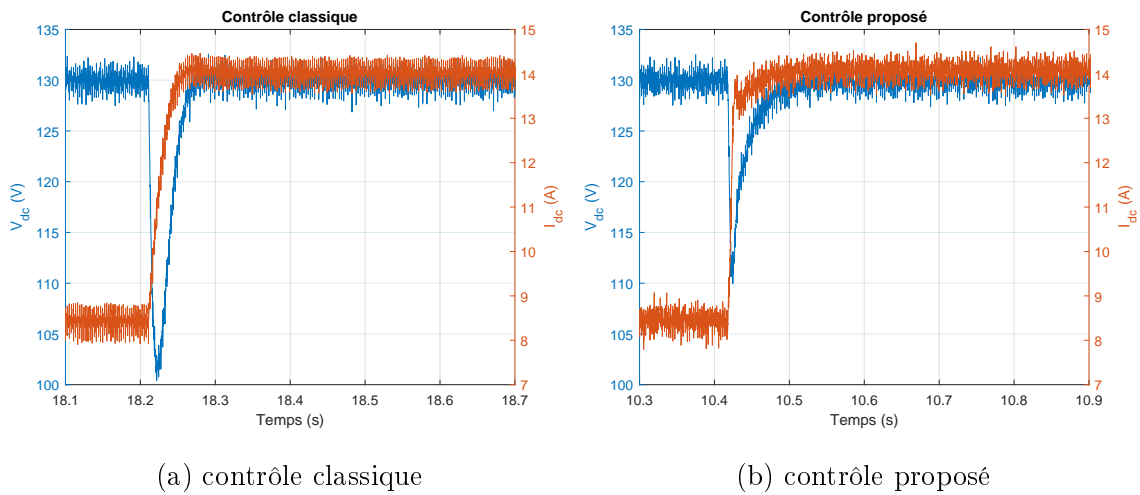 Contrôle classique
135
130
125
120
115
110
105
100
V_dc (V)
15
14
13
12
11
10
9
8
7
I_dc (A)
18.1 18.2 18.3 18.4 18.5 18.6 18.7
Temps (s)
(a) contrôle classique
Contrôle proposé
135
130
125
120
115
110
105
100
V_dc (V)
15
14
13
12
11
10
9
8
7
I_dc (A)
10.3 10.4 10.5 10.6 10.7 10.8 10.9
Temps (s)
(b) contrôle proposé